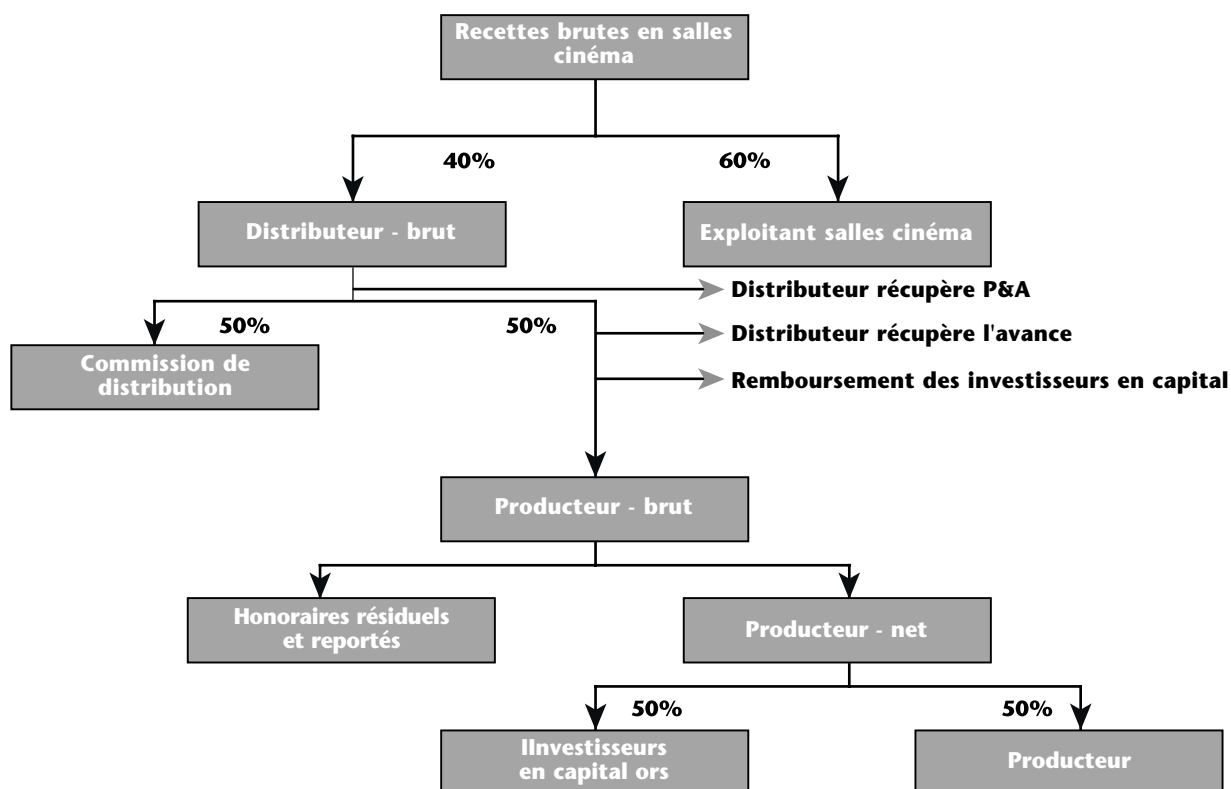 Recettes brutes en salles
cinéma
40%
60%
Distributeur - brut
Exploitant salles cinéma
Distributeur récupère P&A
50%
50%
Distributeur récupère l'avance
Commission de
distribution
Remboursement des investisseurs en capital
Producteur - brut
Honoraires résiduels
et reportés
Producteur - net
50%
50%
IInvestisseurs
en capital ors
Producteur